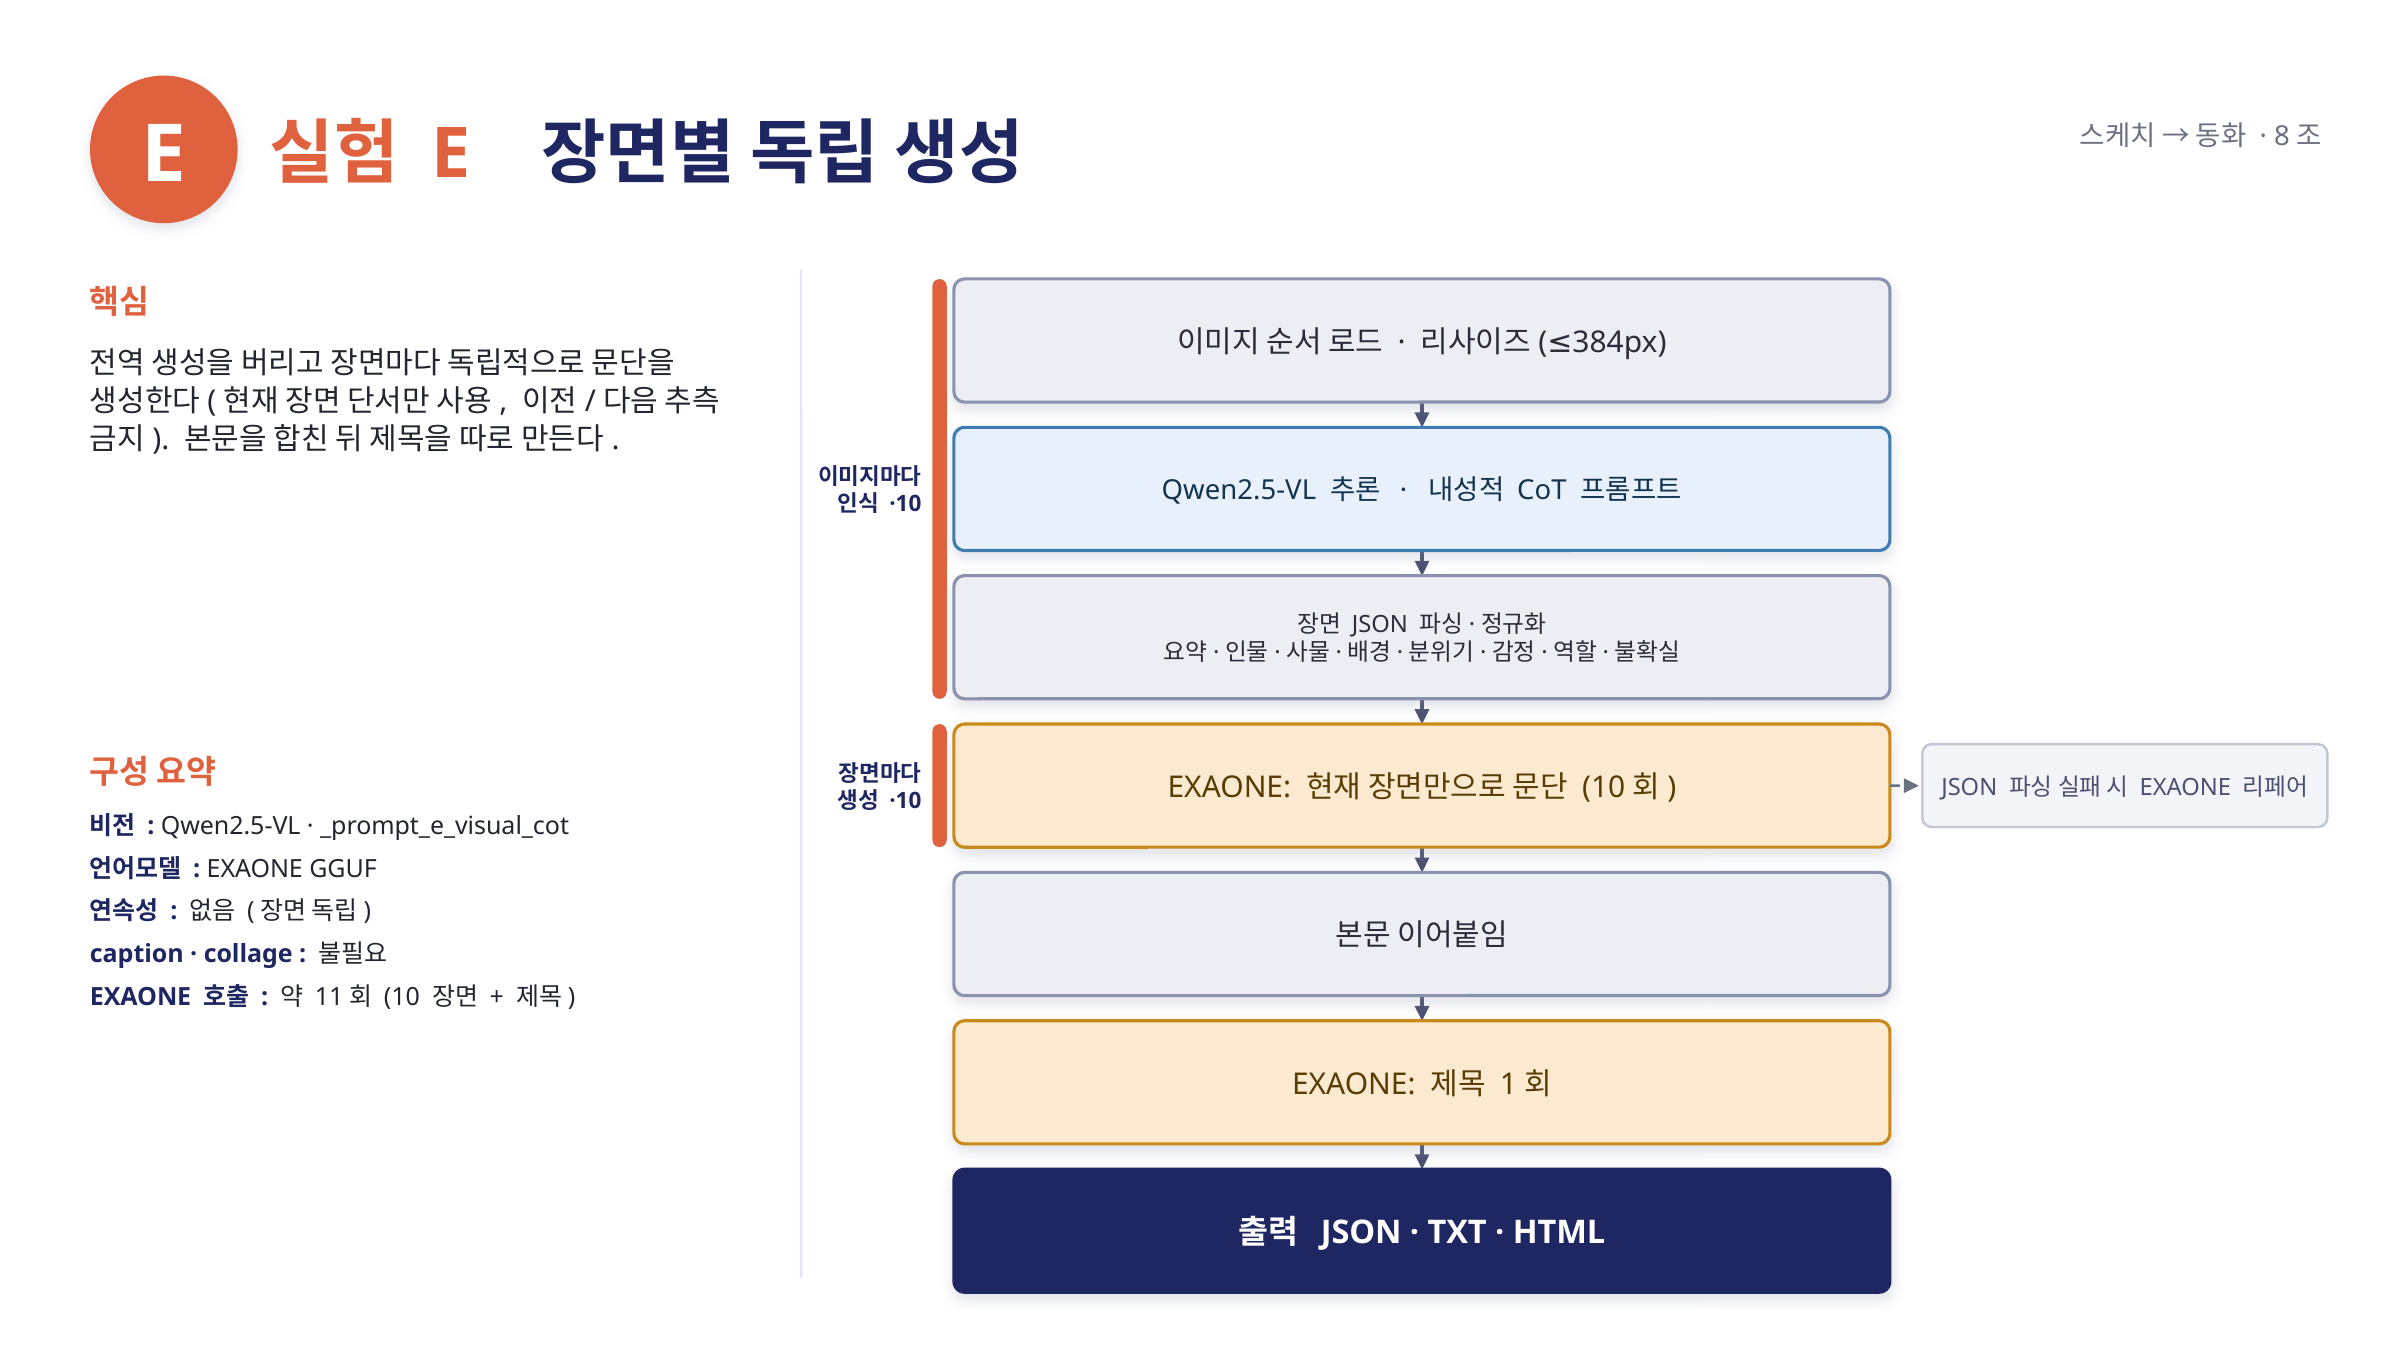 E
실험 E 장면별 독립 생성
스케치 → 동화 · 8 조
핵심
전역 생성을 버리고 장면마다 독립적으로 문단을
생성한다 ( 현재 장면 단서만 사용 , 이전 / 다음 추측
금지 ). 본문을 합친 뒤 제목을 따로 만든다 .
구성 요약
비전 : Qwen2.5-VL · _prompt_e_visual_cot
언어모델 : EXAONE GGUF
연속성 : 없음 ( 장면 독립 )
caption · collage : 불필요
EXAONE 호출 : 약 11 회 (10 장면 + 제목 )
이미지마다
인식 ·10
장면마다
생성 ·10
이미지 순서 로드 · 리사이즈 (≤384px)
Qwen2.5-VL 추론 · 내성적 CoT 프롬프트
장면 JSON 파싱 · 정규화
요약 · 인물 · 사물 · 배경 · 분위기 · 감정 · 역할 · 불확실
EXAONE: 현재 장면만으로 문단 (10 회 )
JSON 파싱 실패 시 EXAONE 리페어
본문 이어붙임
EXAONE: 제목 1 회
출력 JSON · TXT · HTML